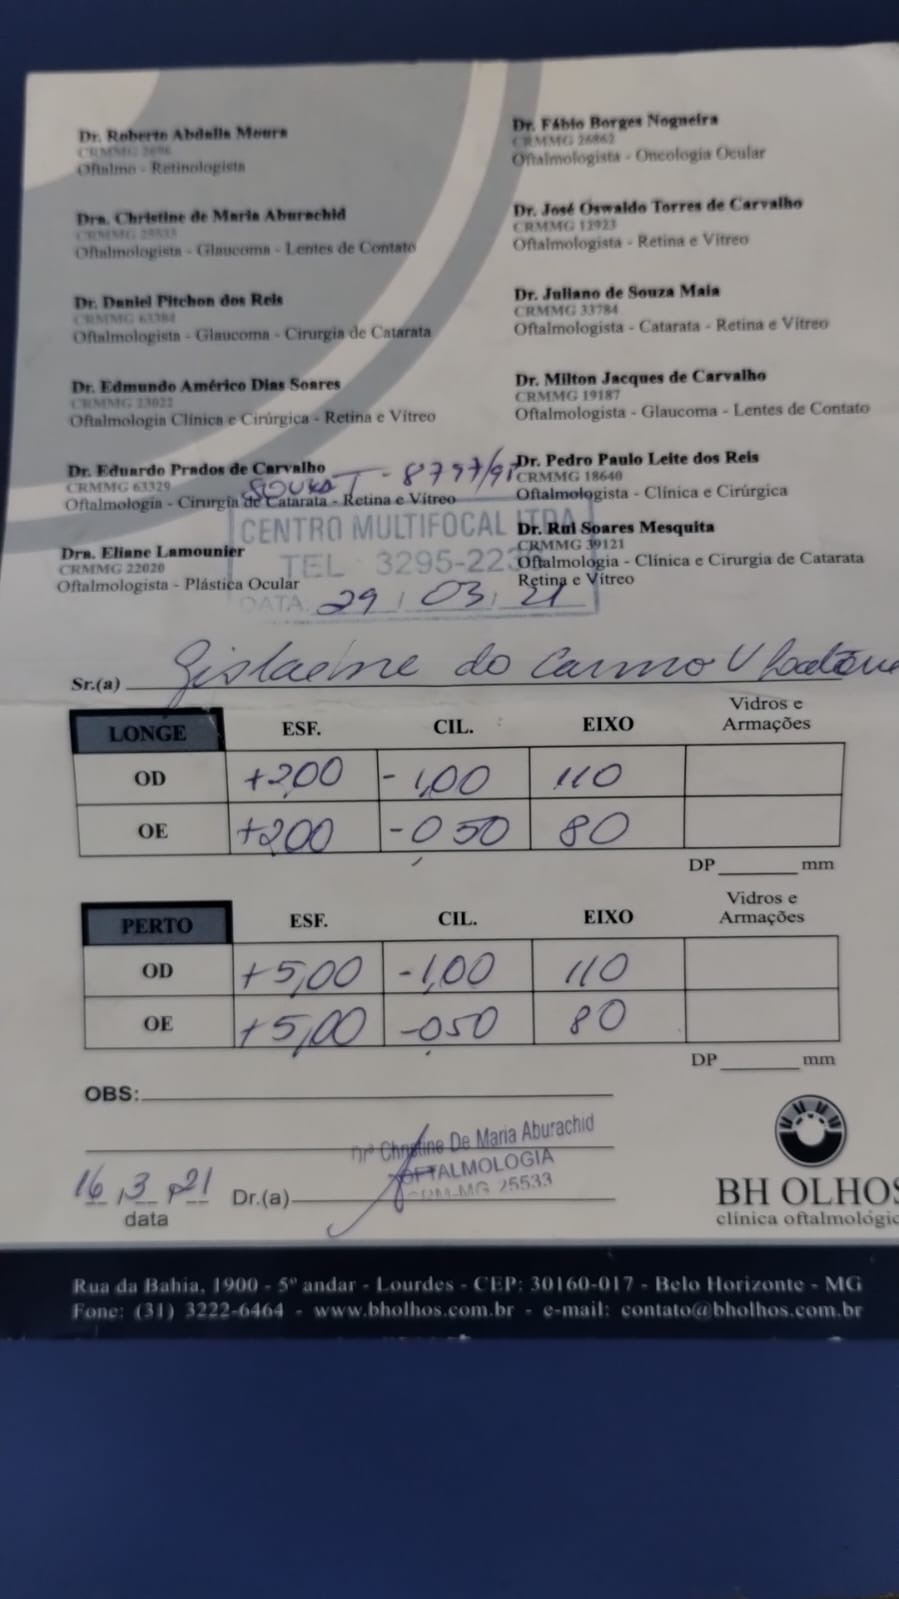 Dr. Roberto Abdalla Moura
CRMMG
Oftalmo - Retinologista
Dra. Christine de Maria Aburachid
CRMMG 25533
Oftalmologista - Glaucoma - Lentes de Contato
Dr. Daniel Pitchon dos Reis
CRMMG 63384
Oftalmologista - Glaucoma - Cirurgia de Catarata
Dr. Edmundo Américo Dias Soares
CRMMG 23022
Oftalmologia Clínica e Cirúrgica - Retina e Vítreo
Dr. Eduardo Prados de Carvalho
CRMMG 63329
Oftalmologia - Cirurgia de Catarata - Retina e Vítreo
Dra. Eliane Lamounier
CRMMG 22020
Oftalmologista - Plástica Ocular
Dr. Fábio Borges Nogueira
CRMMG 26862
Oftalmologista - Oncologia Ocular
Dr. José Oswaldo Torres de Carvalho
CRMMG 12923
Oftalmologista - Retina e Vítreo
Dr. Juliano de Souza Maia
CRMMG 33784
Oftalmologista - Catarata - Retina e Vítreo
Dr. Milton Jacques de Carvalho
CRMMG 19187
Oftalmologista - Glaucoma - Lentes de Contato
Dr. Pedro Paulo Leite dos Reis
CRMMG 18640
Oftalmologista - Clínica e Cirúrgica
Dr. Rui Soares Mesquita
CRMMG 39121
Oftalmologia - Clínica e Cirurgia de Catarata
Retina e Vítreo
- 8797/91
CENTRO MULTIFOCAL LTDA
TEL 3295-223
DATA: 29 / 03 / 21
Sr.(a) do Carmo
LONGE ESF. CIL. EIXO Vidros e Armações
OD +2,00 -1,00 110
OE +200 -0,50 80
DP mm
PERTO ESF. CIL. EIXO Vidros e Armações
OD +5,00 -1,00 110
OE +5,00 -0,50 80
DP mm
OBS:
Drª Christine De Maria Aburachid
OFTALMOLOGIA
CRM-MG 25533
16 / 3 / 21 Dr.(a)
data
BH OLHOS
clínica oftalmológic
Rua da Bahia, 1900 - 5º andar - Lourdes - CEP: 30160-017 - Belo Horizonte - MG
Fone: (31) 3222-6464 - www.bholhos.com.br - e-mail: contato@bholhos.com.br